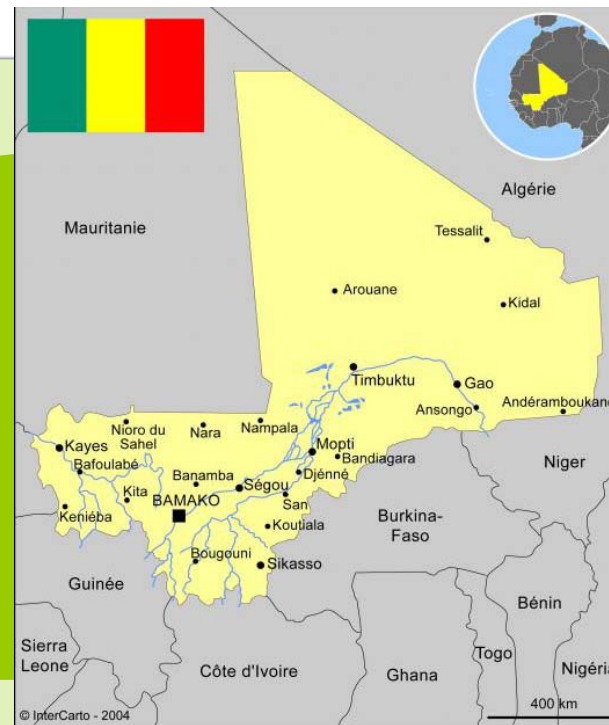 Algérie
Mauritanie
Tessalit
Arouane
Kidal
Timbuktu
Gao
Ansongo
Andéramboukane
Nioro du
Sahel
Nara
Nampala
Mopti
Bandiagara
Kayes
Bafoulabé
Banamba
Ségou
Djénné
Niger
Kita
BAMAKO
San
Keniéba
Koutiala
Burkina-
Faso
Bougouni
Sikasso
Guinée
Bénin
Sierra
Leone
Côte d'Ivoire
Ghana
Togo
Nigéria
400 km
© InterCarto - 2004